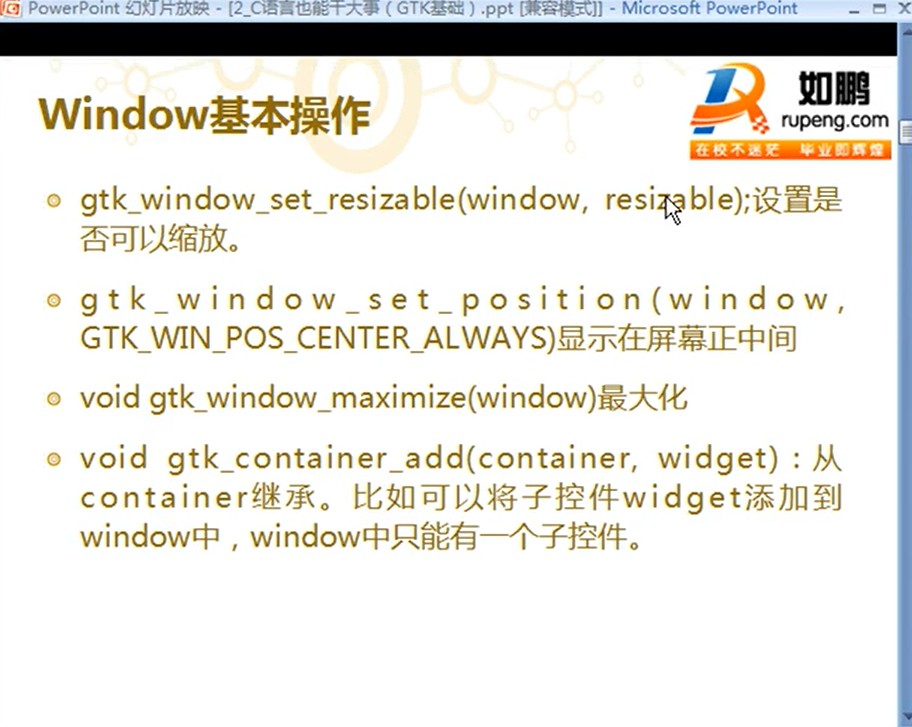 PowerPoint 幻灯片放映 - [2_C语言也能干大事（GTK基础）.ppt [兼容模式]] - Microsoft PowerPoint
Window基本操作
如鹏
rupeng.com
在校不迷茫 毕业即辉煌
gtk_window_set_resizable(window, resizable);设置是
否可以缩放。
gtk_window_set_position(window,
GTK_WIN_POS_CENTER_ALWAYS)显示在屏幕正中间
void gtk_window_maximize(window)最大化
void gtk_container_add(container, widget)：从
container继承。比如可以将子控件widget添加到
window中，window中只能有一个子控件。